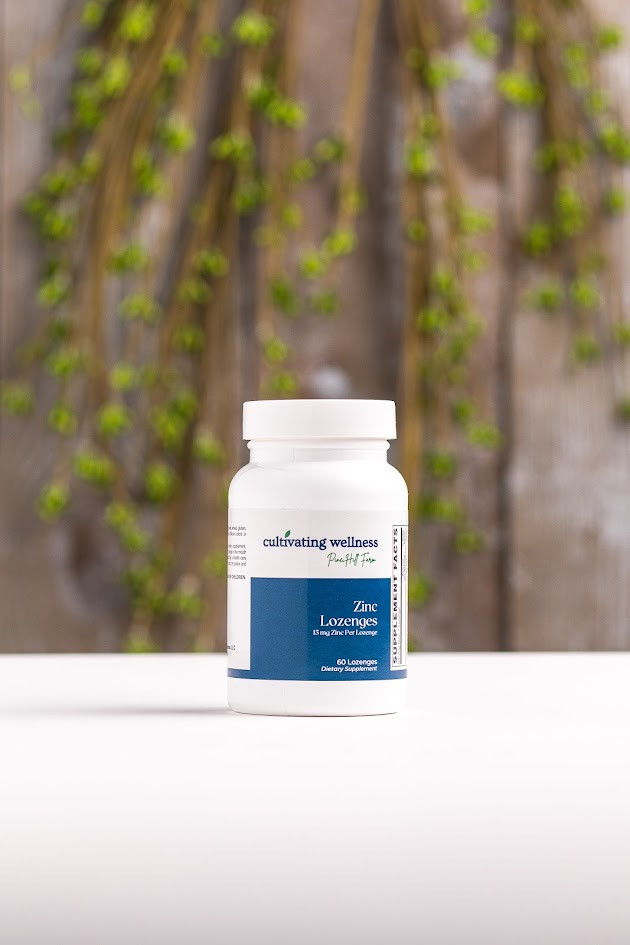 cultivating wellness
Pine Hill Farm
Zinc
Lozenges
15 mg Zinc Per Lozenge
60 Lozenges
Dietary Supplement
SUPPLEMENT FACTS